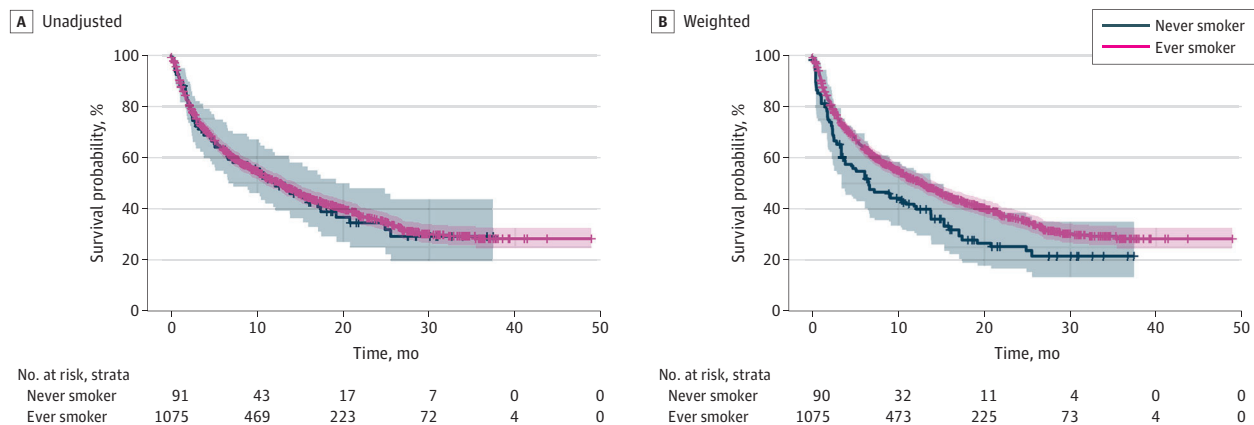 A Unadjusted
100
80
60
40
20
0
Survival probability, %
0 10 20 30 40 50
Time, mo
No. at risk, strata
Never smoker 91 43 17 7 0 0
Ever smoker 1075 469 223 72 4 0
B Weighted
Never smoker
Ever smoker
100
80
60
40
20
0
Survival probability, %
0 10 20 30 40 50
Time, mo
No. at risk, strata
Never smoker 90 32 11 4 0 0
Ever smoker 1075 473 225 73 4 0